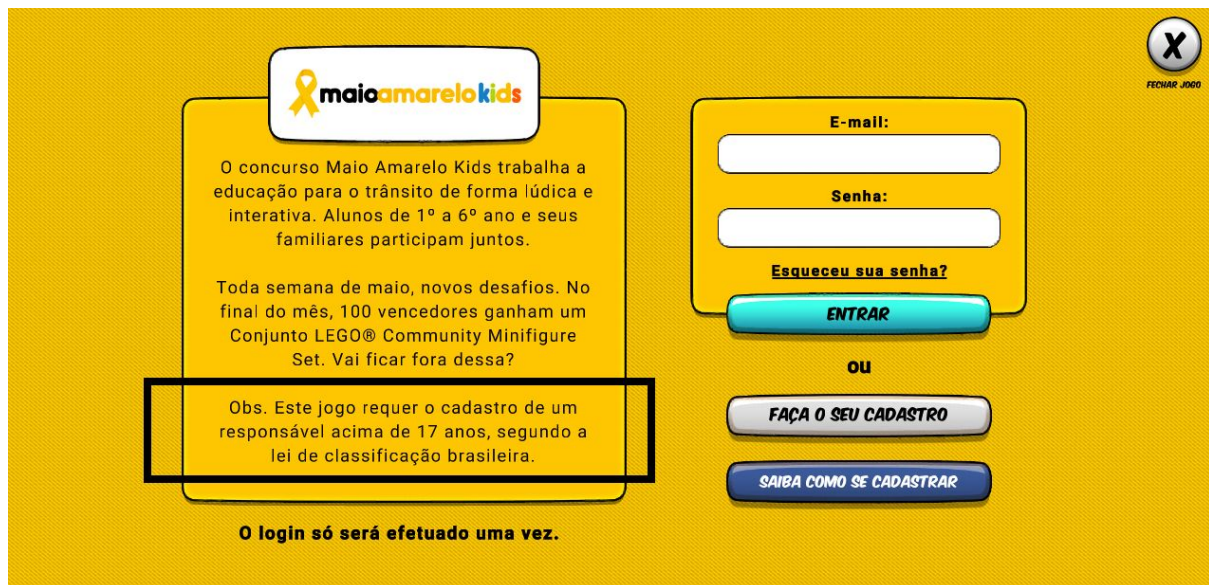 maioamarelokids
O concurso Maio Amarelo Kids trabalha a
educação para o trânsito de forma lúdica e
interativa. Alunos de 1º a 6º ano e seus
familiares participam juntos.
Toda semana de maio, novos desafios. No
final do mês, 100 vencedores ganham um
Conjunto LEGO® Community Minifigure
Set. Vai ficar fora dessa?
Obs. Este jogo requer o cadastro de um
responsável acima de 17 anos, segundo a
lei de classificação brasileira.
O login só será efetuado uma vez.
E-mail:
Senha:
Esqueceu sua senha?
ENTRAR
ou
FAÇA O SEU CADASTRO
SAIBA COMO SE CADASTRAR
X
FECHAR JOGO